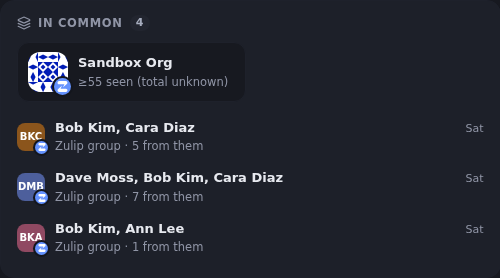 IN COMMON 4
Sandbox Org
≥55 seen (total unknown)
BKC
Bob Kim, Cara Diaz
Sat
Zulip group · 5 from them
DMB
Dave Moss, Bob Kim, Cara Diaz
Sat
Zulip group · 7 from them
BKA
Bob Kim, Ann Lee
Sat
Zulip group · 1 from them